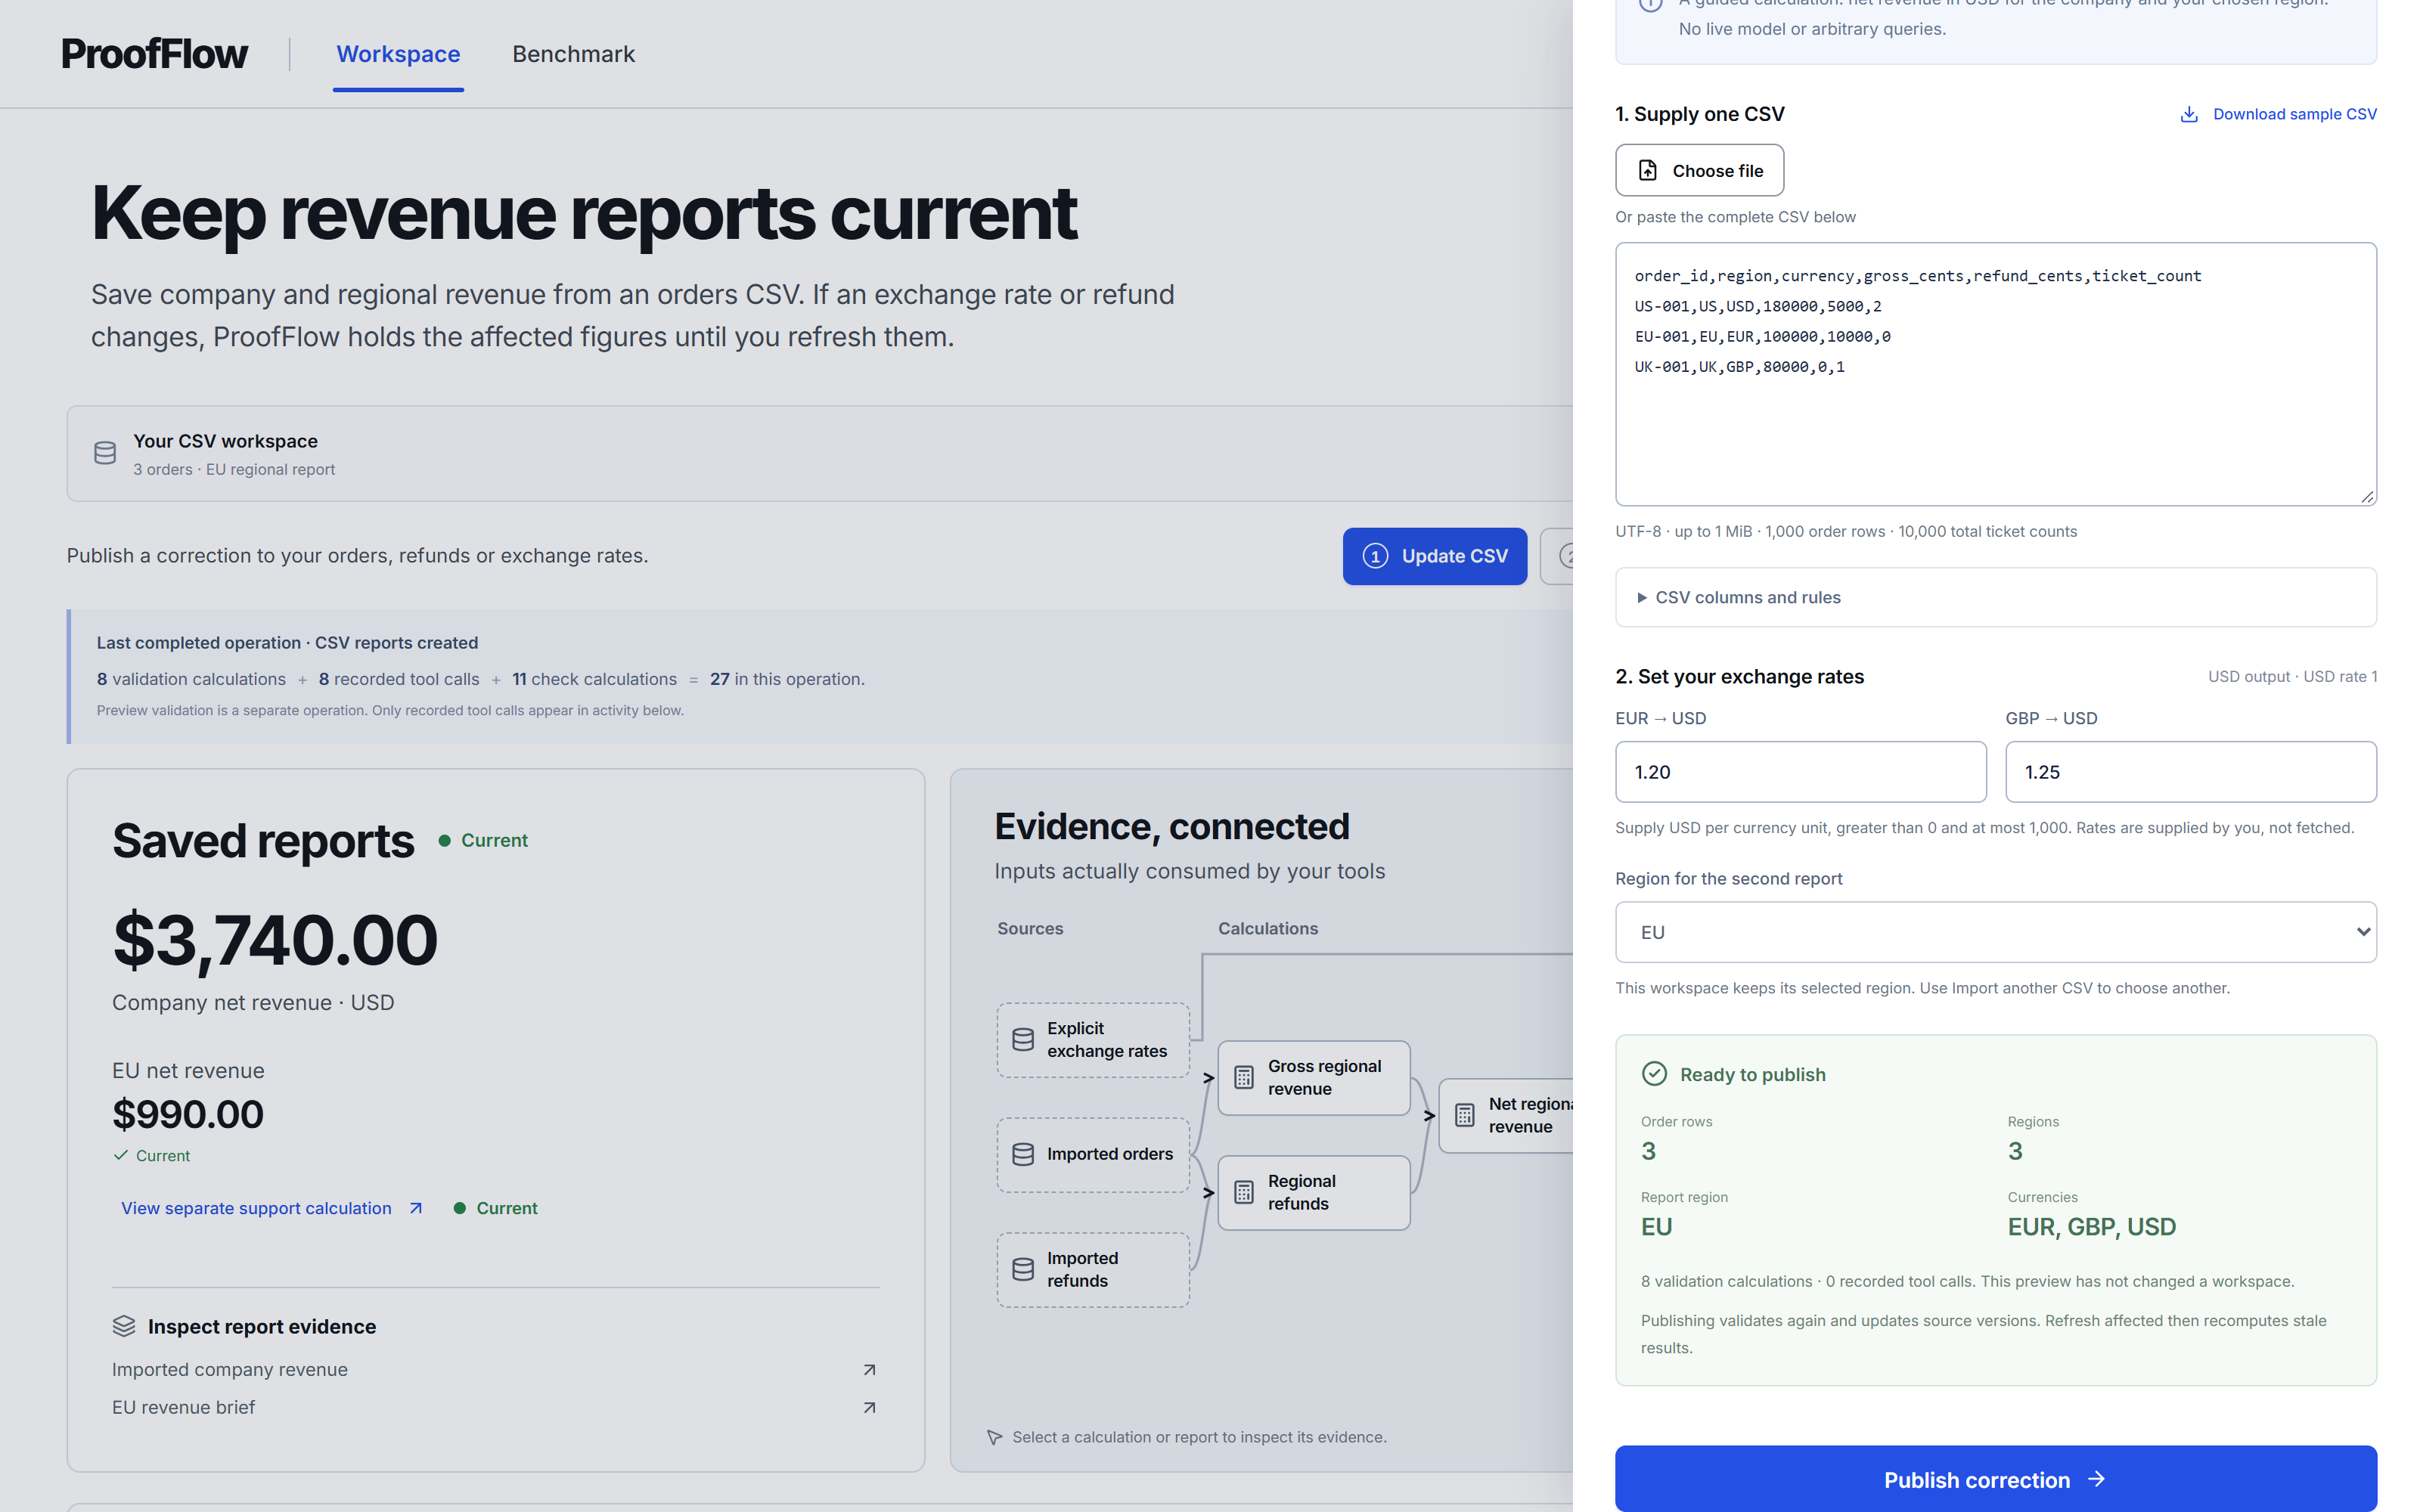 ProofFlow
Workspace
Benchmark
Keep revenue reports current
Save company and regional revenue from an orders CSV. If an exchange rate or refund
changes, ProofFlow holds the affected figures until you refresh them.
Your CSV workspace
3 orders · EU regional report
Publish a correction to your orders, refunds or exchange rates.
1 Update CSV
Last completed operation · CSV reports created
8 validation calculations + 8 recorded tool calls + 11 check calculations = 27 in this operation.
Preview validation is a separate operation. Only recorded tool calls appear in activity below.
Saved reports
Current
$3,740.00
Company net revenue · USD
EU net revenue
$990.00
Current
View separate support calculation
Current
Inspect report evidence
Imported company revenue
EU revenue brief
Evidence, connected
Inputs actually consumed by your tools
Sources
Calculations
Explicit
exchange rates
Imported orders
Imported
refunds
Gross regional
revenue
Regional
refunds
Net regional
revenue
Select a calculation or report to inspect its evidence.
A guided calculation: net revenue in USD for the company and your chosen region.
No live model or arbitrary queries.
1. Supply one CSV
Download sample CSV
Choose file
Or paste the complete CSV below
order_id,region,currency,gross_cents,refund_cents,ticket_count
US-001,US,USD,180000,5000,2
EU-001,EU,EUR,100000,10000,0
UK-001,UK,GBP,80000,0,1
UTF-8 · up to 1 MiB · 1,000 order rows · 10,000 total ticket counts
CSV columns and rules
2. Set your exchange rates
USD output · USD rate 1
EUR → USD
GBP → USD
1.20
1.25
Supply USD per currency unit, greater than 0 and at most 1,000. Rates are supplied by you, not fetched.
Region for the second report
EU
This workspace keeps its selected region. Use Import another CSV to choose another.
Ready to publish
Order rows
3
Regions
3
Report region
EU
Currencies
EUR, GBP, USD
8 validation calculations · 0 recorded tool calls. This preview has not changed a workspace.
Publishing validates again and updates source versions. Refresh affected then recomputes stale
results.
Publish correction →